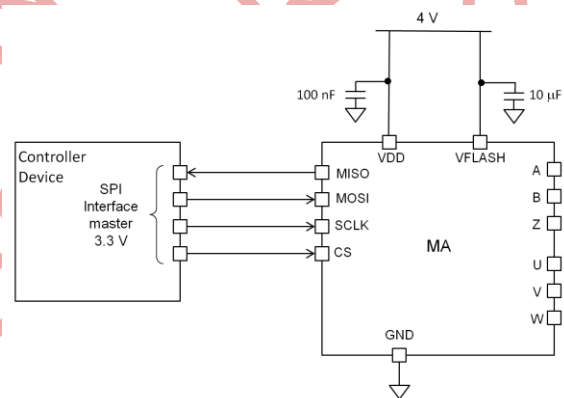 4 V
100 nF
10 µF
Controller
Device
SPI
Interface
master
3.3 V
VDD
VFLASH
MISO
MOSI
SCLK
CS
MA
A
B
Z
U
V
W
GND